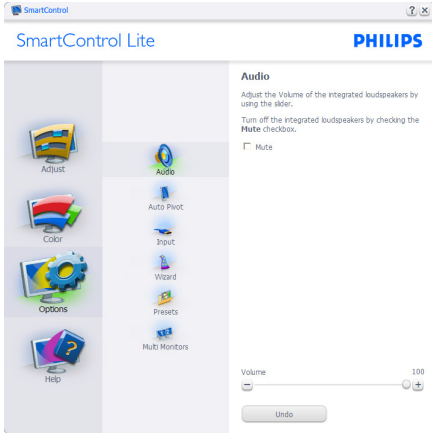 SmartControl
? ×
SmartControl Lite
PHILIPS
Adjust
Color
Options
Help
Audio
Auto Pivot
Input
Wizard
Presets
Multi Monitors
Audio
Adjust the Volume of the integrated loudspeakers by
using the slider.
Turn off the integrated loudspeakers by checking the
Mute checkbox.
Mute
Volume 100
Undo